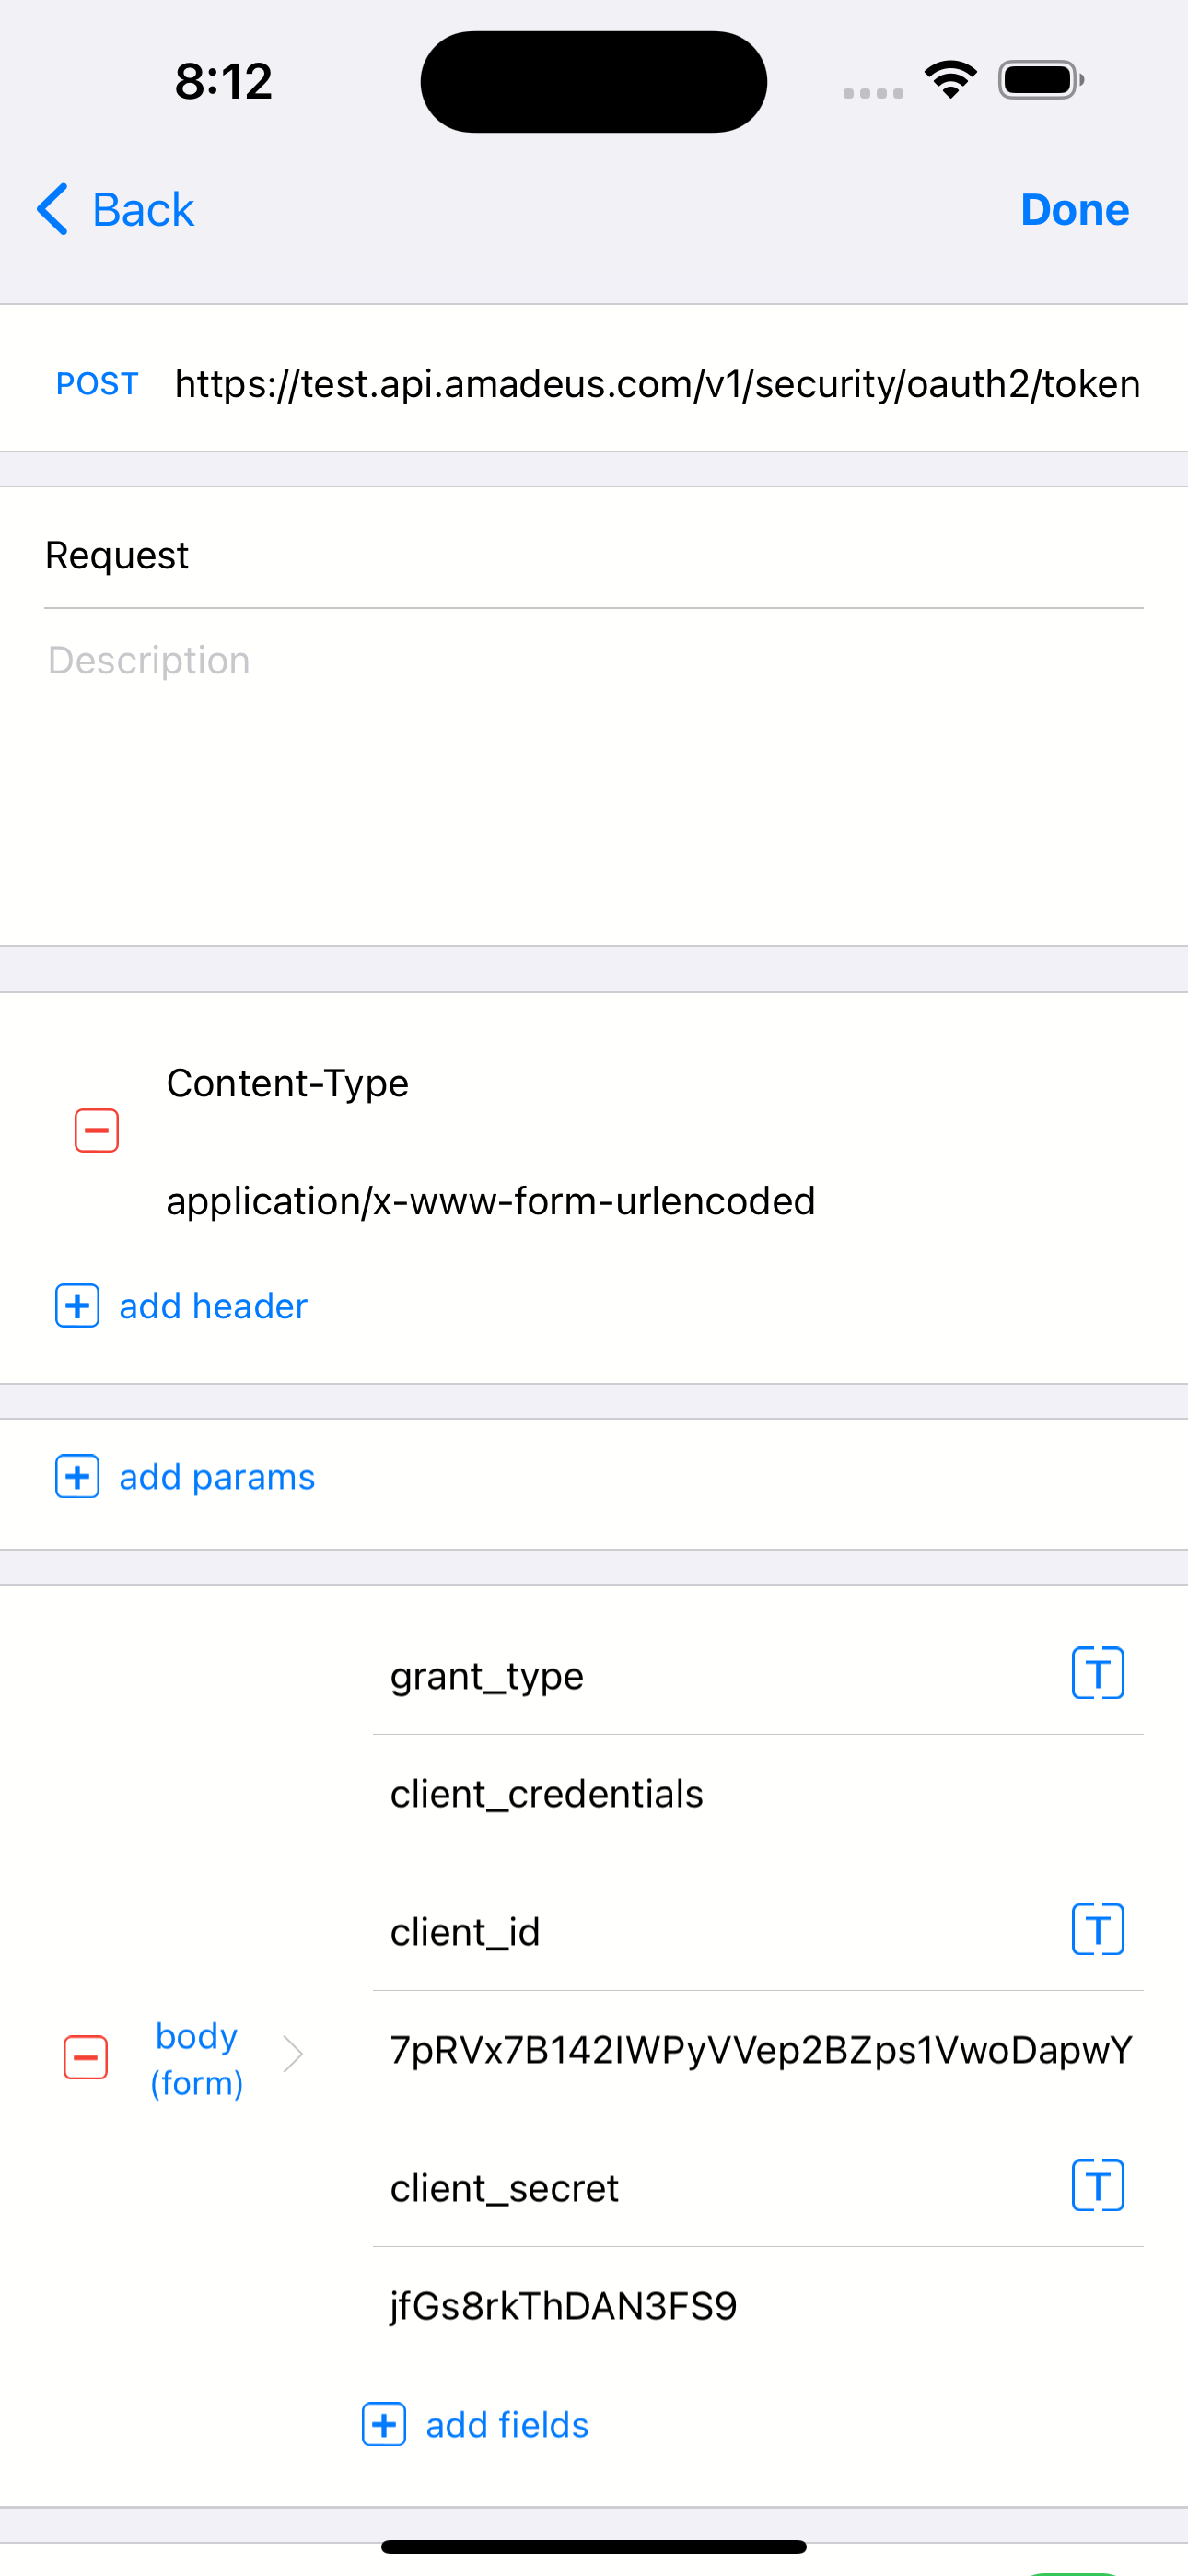 8:12
Back
Done
POST https://test.api.amadeus.com/v1/security/oauth2/token
Request
Description
Content-Type
application/x-www-form-urlencoded
add header
add params
grant_type
client_credentials
client_id
body
(form)
7pRVx7B142IWPyVVep2BZps1VwoDapwY
client_secret
jfGs8rkThDAN3FS9
add fields